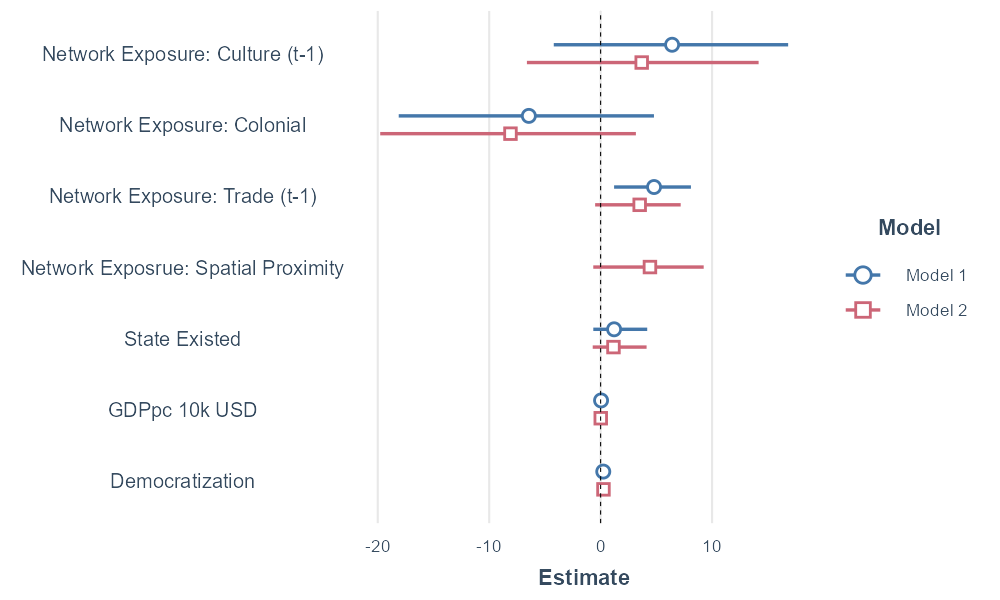 Network Exposure: Culture (t-1)
Network Exposure: Colonial
Network Exposure: Trade (t-1)
Network Exposrue: Spatial Proximity
State Existed
GDPpc 10k USD
Democratization
-20 -10 0 10
Estimate
Model
Model 1
Model 2